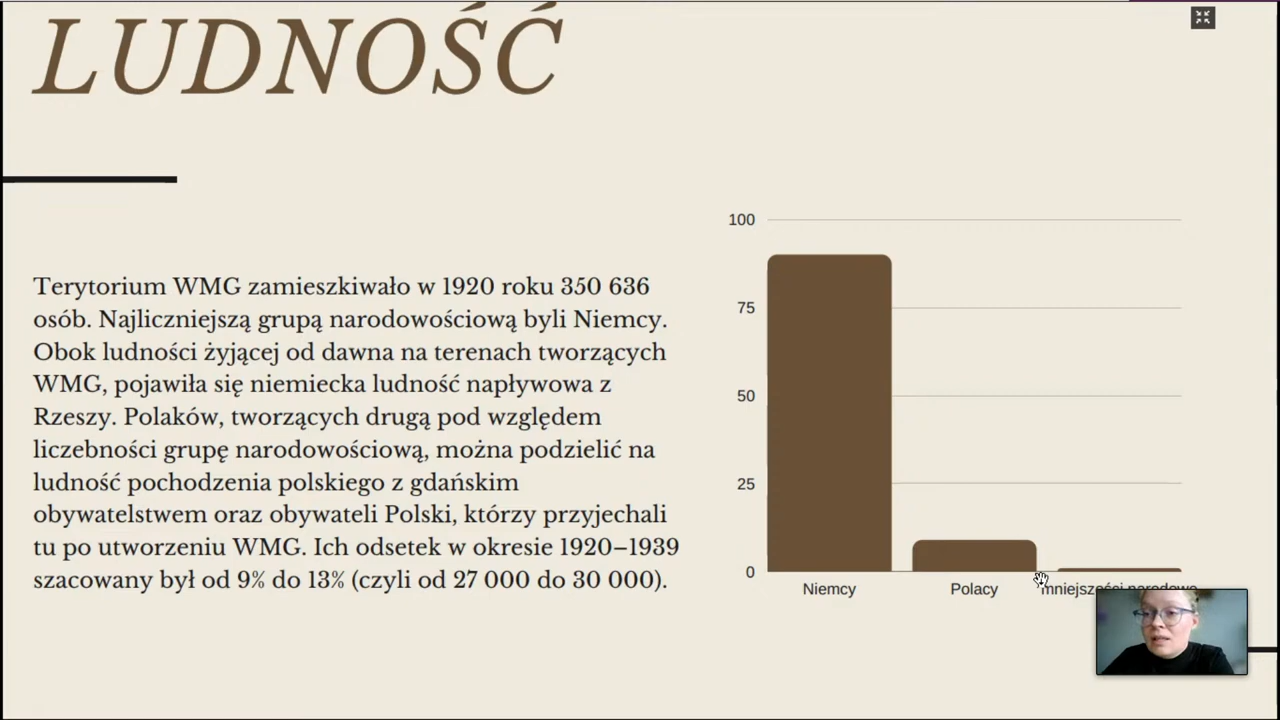 LUDNOŚĆ
Terytorium WMG zamieszkiwało w 1920 roku 350 636
osób. Najliczniejszą grupą narodowościową byli Niemcy.
Obok ludności żyjącej od dawna na terenach tworzących
WMG, pojawiła się niemiecka ludność napływowa z
Rzeszy. Polaków, tworzących drugą pod względem
liczebności grupę narodowościową, można podzielić na
ludność pochodzenia polskiego z gdańskim
obywatelstwem oraz obywateli Polski, którzy przyjechali
tu po utworzeniu WMG. Ich odsetek w okresie 1920–1939
szacowany był od 9% do 13% (czyli od 27 000 do 30 000).
100
75
50
25
0
Niemcy
Polacy
mniejszości narodowe